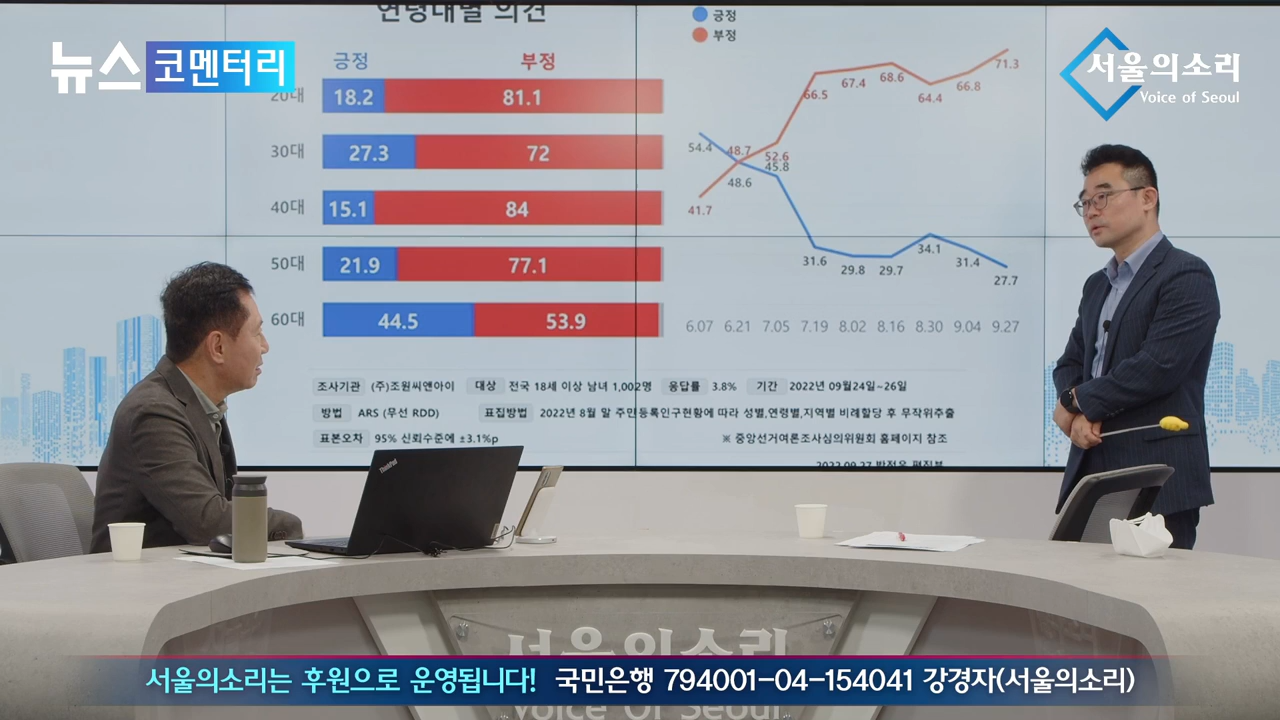 뉴스 코멘터리
서울의소리
Voice of Seoul
연령대별 의견
긍정 부정
20대 18.2 81.1
30대 27.3 72
40대 15.1 84
50대 21.9 77.1
60대 44.5 53.9
긍정
부정
66.5 67.4 68.6 64.4 66.8 71.3
54.4 48.7 52.6
45.8
48.6
41.7
31.6 29.8 29.7 34.1 31.4 27.7
6.07 6.21 7.05 7.19 8.02 8.16 8.30 9.04 9.27
조사기관 (주)조원씨앤아이 대상 전국 18세 이상 남녀 1,002명 응답률 3.8% 기간 2022년 09월24일~26일
방법 ARS (무선 RDD) 표집방법 2022년 8월 말 주민등록인구현황에 따라 성별,연령별,지역별 비례할당 후 무작위추출
표본오차 95% 신뢰수준에 ±3.1%p ※ 중앙선거여론조사심의위원회 홈페이지 참조
2022.09.27
ThinkPad
서울의소리
서울의소리는 후원으로 운영됩니다! 국민은행 794001-04-154041 강경자(서울의소리)
Voice of Seoul